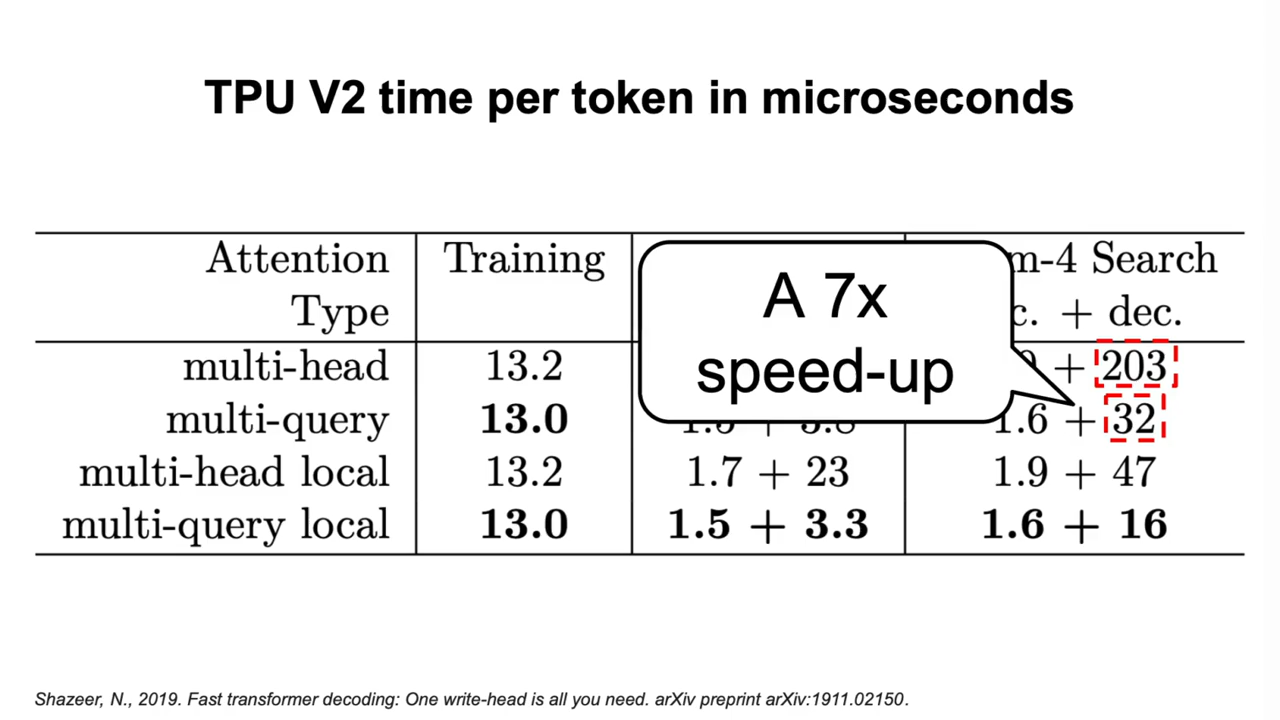 TPU V2 time per token in microseconds
Attention Type
Training
m-4 Search
c. + dec.
A 7x
speed-up
multi-head 13.2 + 203
multi-query 13.0 1.6 + 32
multi-head local 13.2 1.7 + 23 1.9 + 47
multi-query local 13.0 1.5 + 3.3 1.6 + 16
Shazeer, N., 2019. Fast transformer decoding: One write-head is all you need. arXiv preprint arXiv:1911.02150.